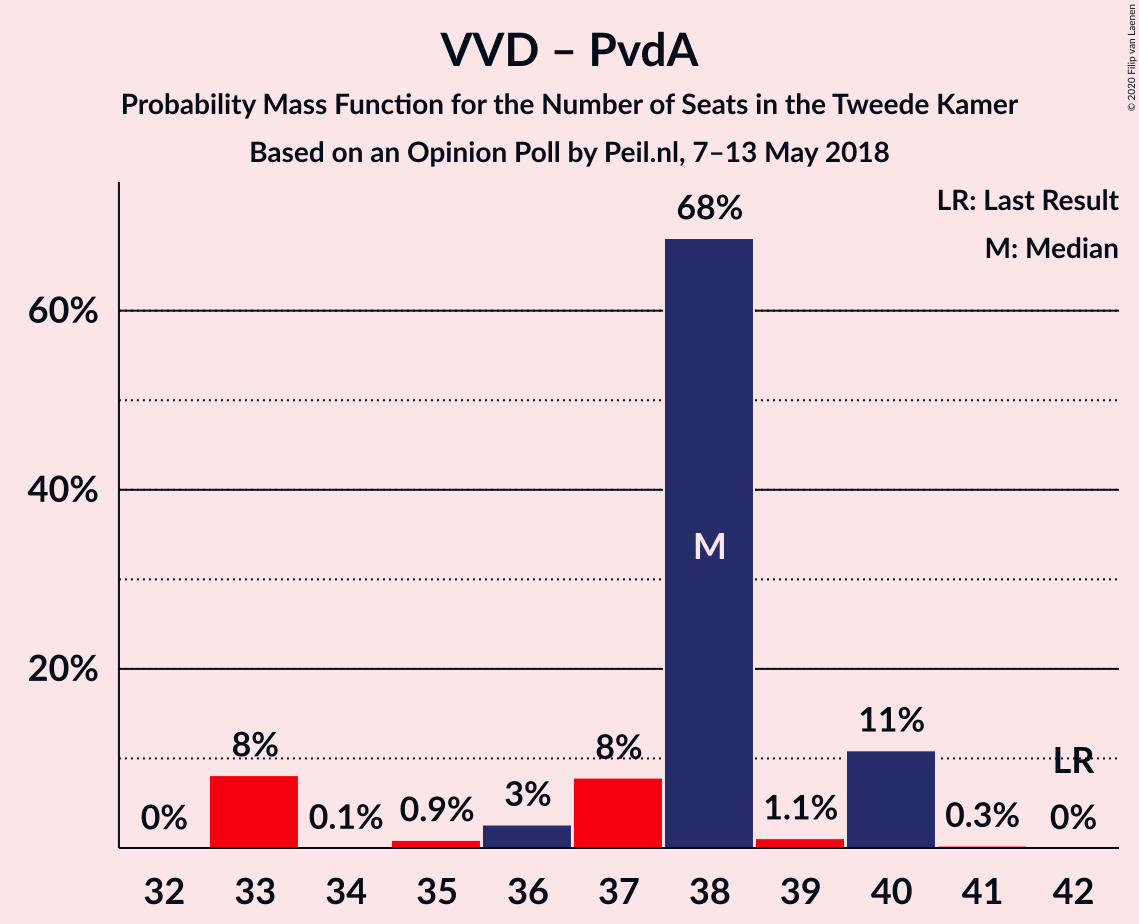 VVD – PvdA
Probability Mass Function for the Number of Seats in the Tweede Kamer
Based on an Opinion Poll by Peil.nl, 7–13 May 2018
© 2020 Filip van Laenen
LR: Last Result
M: Median
60%
40%
20%
0%
8%
0.1%
0.9%
3%
8%
68%
M
1.1%
11%
0.3%
LR
0%
32 33 34 35 36 37 38 39 40 41 42